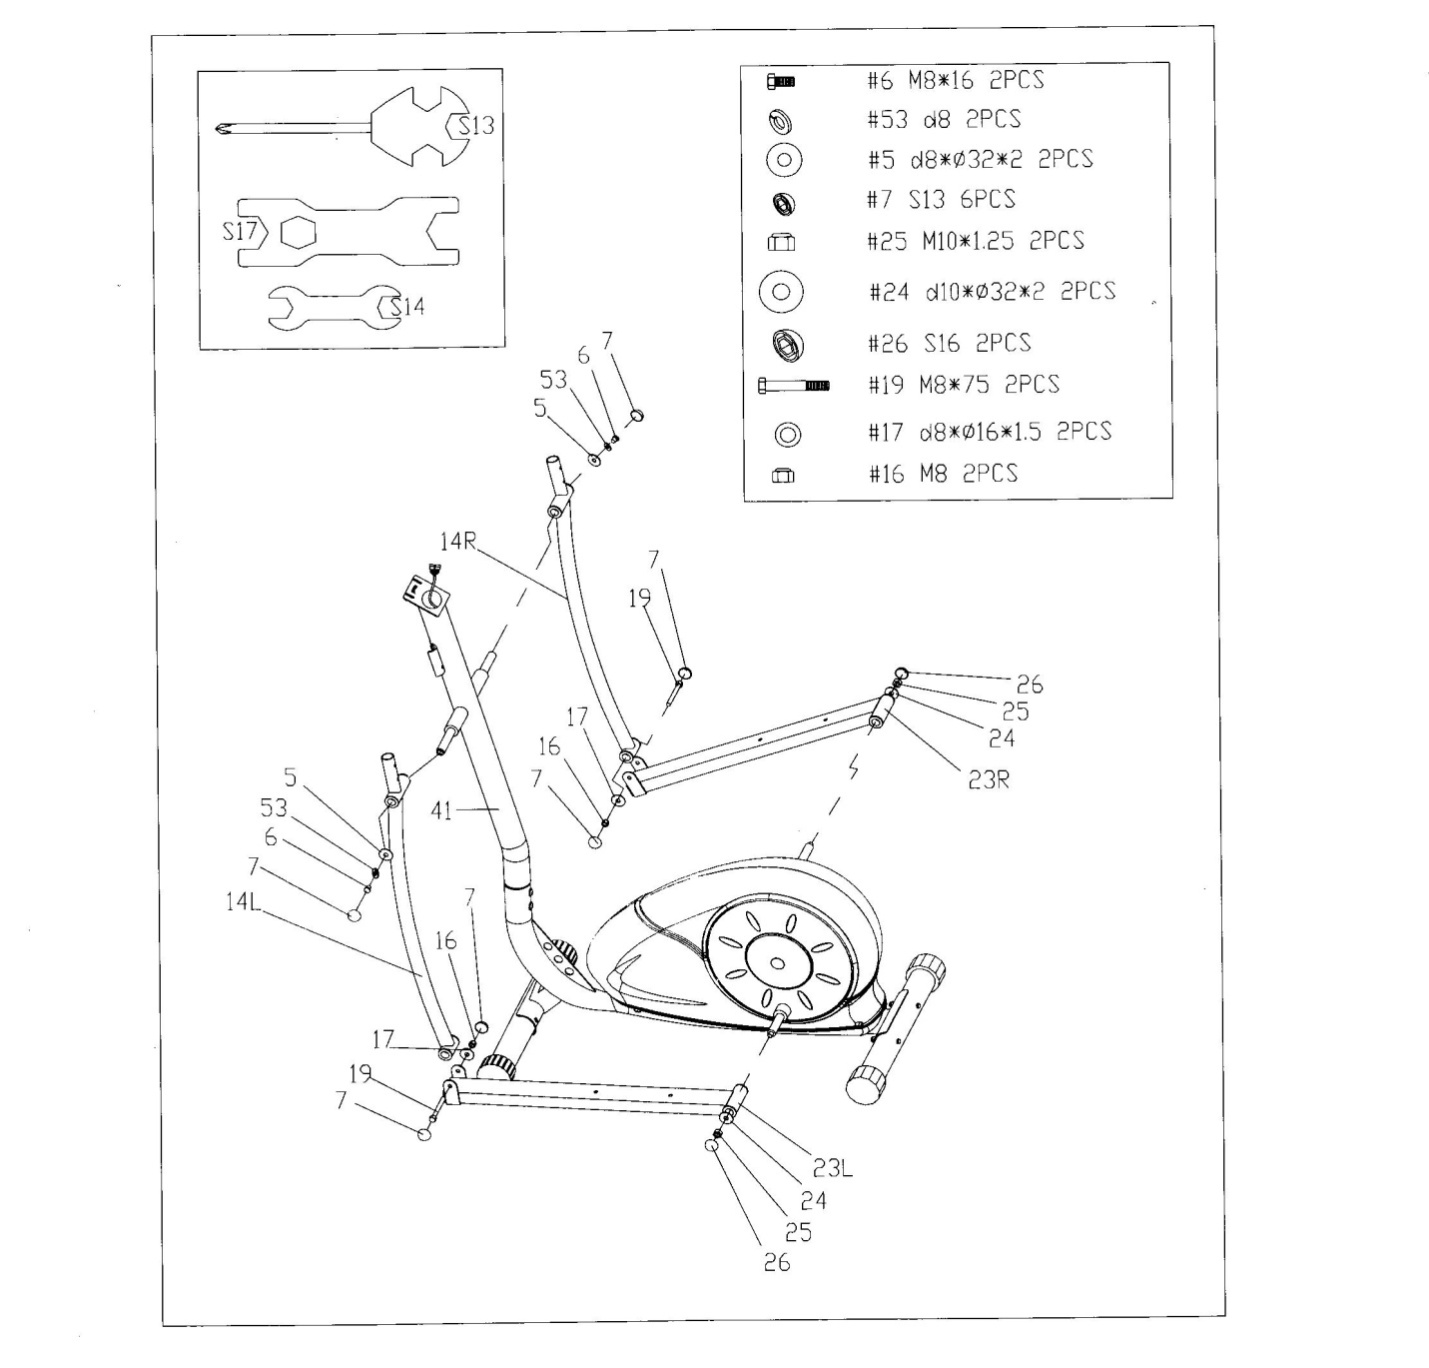 S13
S17
S14
#6 M8*16 2PCS
#53 d8 2PCS
#5 d8*Ø32*2 2PCS
#7 S13 6PCS
#25 M10*1.25 2PCS
#24 d10*Ø32*2 2PCS
#26 S16 2PCS
#19 M8*75 2PCS
#17 d8*Ø16*1.5 2PCS
#16 M8 2PCS
7
6
53
5
14R
7
19
26
25
24
23R
17
16
7
5
53
6
7
14L
41
7
16
17
19
7
23L
24
25
26